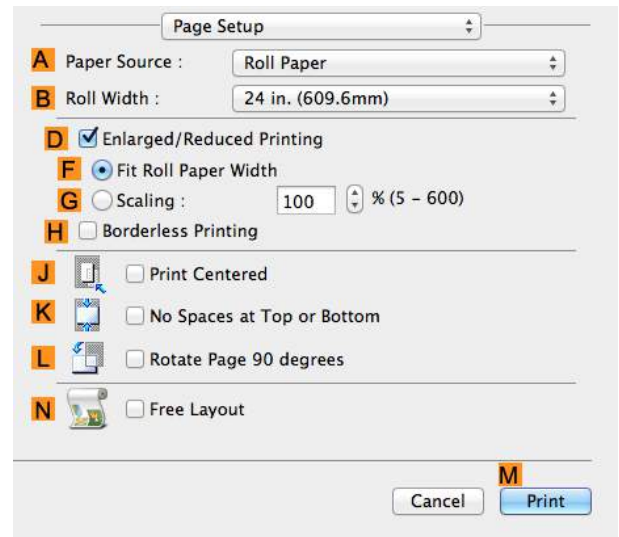 Page Setup
A Paper Source : Roll Paper
B Roll Width : 24 in. (609.6mm)
D Enlarged/Reduced Printing
F Fit Roll Paper Width
G Scaling : 100 % (5 - 600)
H Borderless Printing
J Print Centered
K No Spaces at Top or Bottom
L Rotate Page 90 degrees
N Free Layout
M
Cancel Print